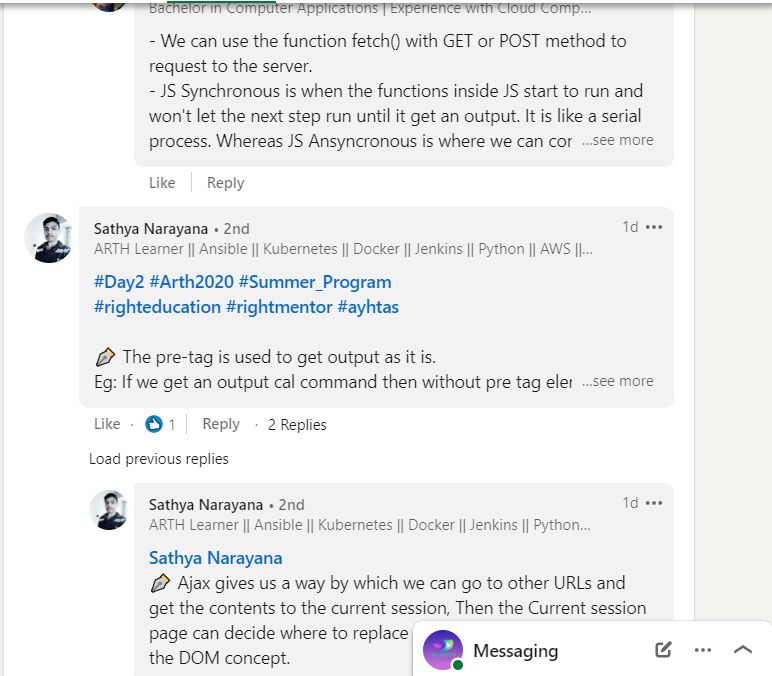 Bachelor in Computer Applications | Experience with Cloud Comp...
- We can use the function fetch() with GET or POST method to
request to the server.
- JS Synchronous is when the functions inside JS start to run and
won't let the next step run until it get an output. It is like a serial
process. Whereas JS Ansyncronous is where we can cor ...see more
Like Reply
Sathya Narayana • 2nd 1d
ARTH Learner || Ansible || Kubernetes || Docker || Jenkins || Python || AWS ||...
#Day2 #Arth2020 #Summer_Program
#righteducation #rightmentor #ayhtas
The pre-tag is used to get output as it is.
Eg: If we get an output cal command then without pre tag eler ...see more
Like · 1 Reply · 2 Replies
Load previous replies
Sathya Narayana • 2nd 1d
ARTH Learner || Ansible || Kubernetes || Docker || Jenkins || Python...
Sathya Narayana
Ajax gives us a way by which we can go to other URLs and
get the contents to the current session, Then the Current session
page can decide where to replace
the DOM concept.
Messaging